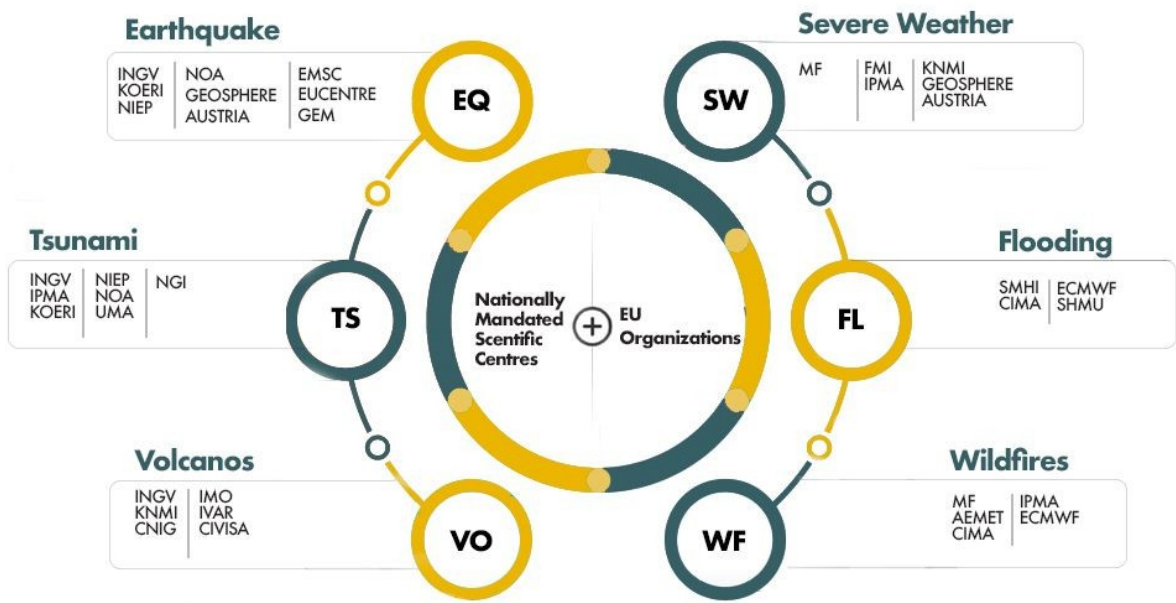 Earthquake
INGV
KOERI
NIEP
NOA
GEOSPHERE
AUSTRIA
EMSC
EUCENTRE
GEM
EQ
Severe Weather
MF
FMI
IPMA
KNMI
GEOSPHERE
AUSTRIA
SW
Tsunami
INGV
IPMA
KOERI
NIEP
NOA
UMA
NGI
TS
Nationally
Mandated
Scentific
Centres
EU
Organizations
Flooding
SMHI
CIMA
ECMWF
SHMU
FL
Volcanos
INGV
KNMI
CNIG
IMO
IVAR
CIVISA
VO
Wildfires
MF
AEMET
CIMA
IPMA
ECMWF
WF